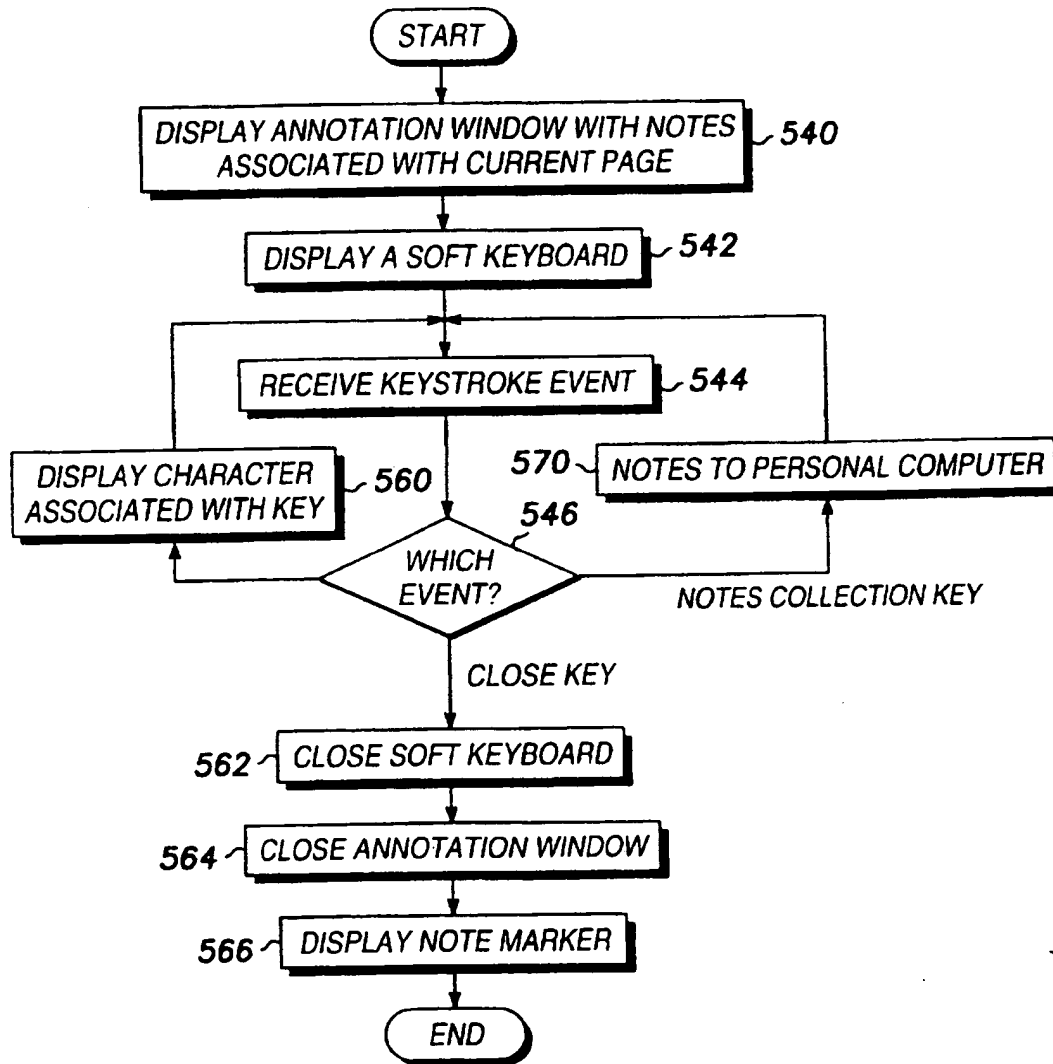 START
DISPLAY ANNOTATION WINDOW WITH NOTES
ASSOCIATED WITH CURRENT PAGE
540
DISPLAY A SOFT KEYBOARD
542
RECEIVE KEYSTROKE EVENT
544
DISPLAY CHARACTER
ASSOCIATED WITH KEY
560
570
NOTES TO PERSONAL COMPUTER
546
WHICH
EVENT?
NOTES COLLECTION KEY
CLOSE KEY
562
CLOSE SOFT KEYBOARD
564
CLOSE ANNOTATION WINDOW
566
DISPLAY NOTE MARKER
END